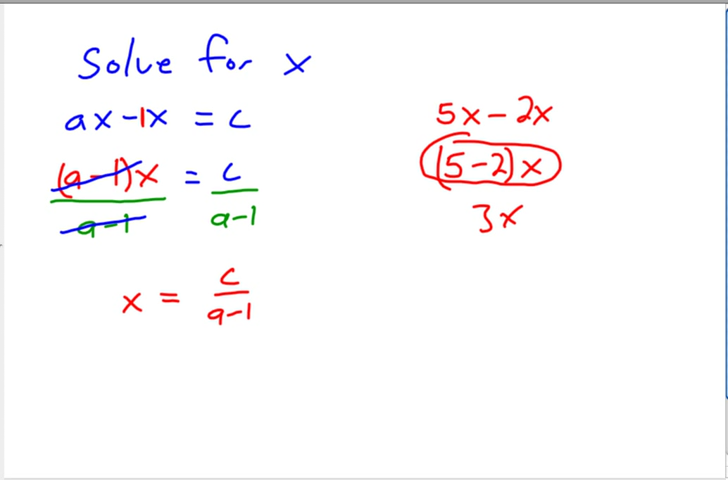 Solve for x
ax - 1x = c
(a - 1)x = c
a - 1 a - 1
x = c
a - 1
5x - 2x
(5 - 2)x
3x